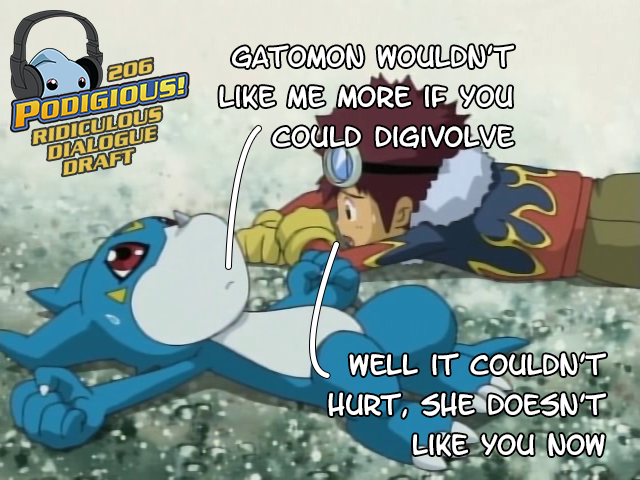 206
PODIGIOUS!
RIDICULOUS
DIALOGUE
DRAFT
GATOMON WOULDN'T
LIKE ME MORE IF YOU
COULD DIGIVOLVE
WELL IT COULDN'T
HURT, SHE DOESN'T
LIKE YOU NOW